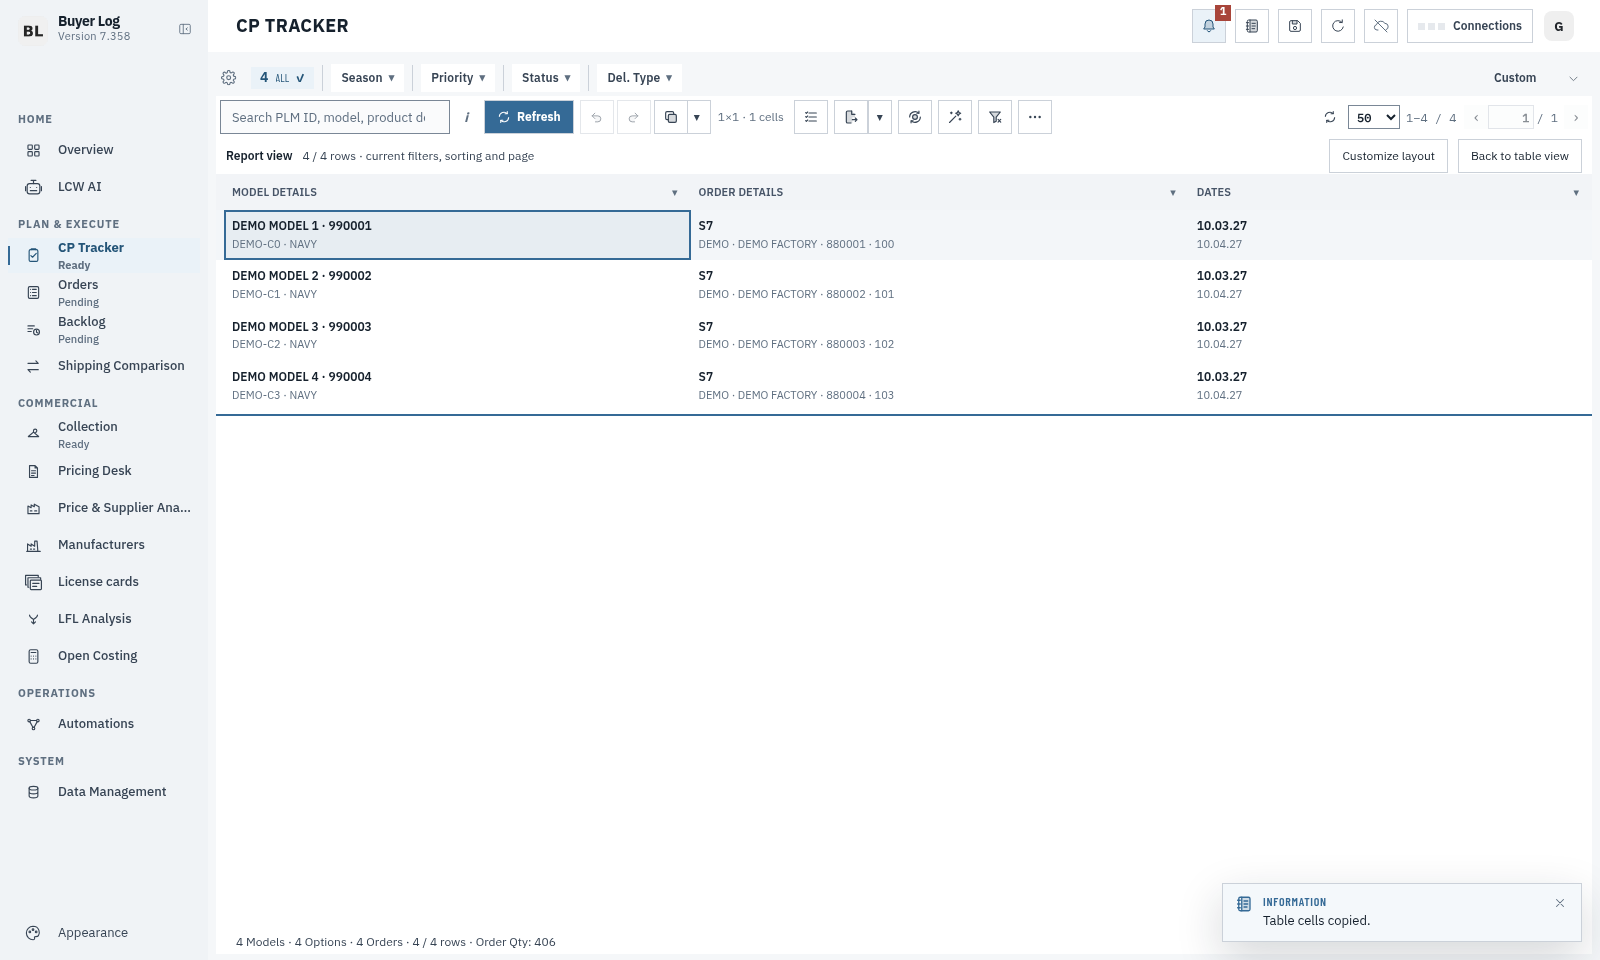 BL
Buyer Log
Version 7.358
HOME
Overview
LCW AI
PLAN & EXECUTE
CP Tracker
Ready
Orders
Pending
Backlog
Pending
Shipping Comparison
COMMERCIAL
Collection
Ready
Pricing Desk
Price & Supplier Ana...
Manufacturers
License cards
LFL Analysis
Open Costing
OPERATIONS
Automations
SYSTEM
Data Management
Appearance
CP TRACKER
1
Connections
G
4 ALL
Season ▼
Priority ▼
Status ▼
Del. Type ▼
Custom
Search PLM ID, model, product de
i
Refresh
▼
1×1 · 1 cells
▼
···
50
1–4 / 4
‹ 1 / 1 ›
Report view 4 / 4 rows · current filters, sorting and page
Customize layout
Back to table view
MODEL DETAILS ▼ ORDER DETAILS ▼ DATES ▼
DEMO MODEL 1 · 990001 S7 10.03.27
DEMO-C0 · NAVY DEMO · DEMO FACTORY · 880001 · 100 10.04.27
DEMO MODEL 2 · 990002 S7 10.03.27
DEMO-C1 · NAVY DEMO · DEMO FACTORY · 880002 · 101 10.04.27
DEMO MODEL 3 · 990003 S7 10.03.27
DEMO-C2 · NAVY DEMO · DEMO FACTORY · 880003 · 102 10.04.27
DEMO MODEL 4 · 990004 S7 10.03.27
DEMO-C3 · NAVY DEMO · DEMO FACTORY · 880004 · 103 10.04.27
INFORMATION
Table cells copied.
4 Models · 4 Options · 4 Orders · 4 / 4 rows · Order Qty: 406